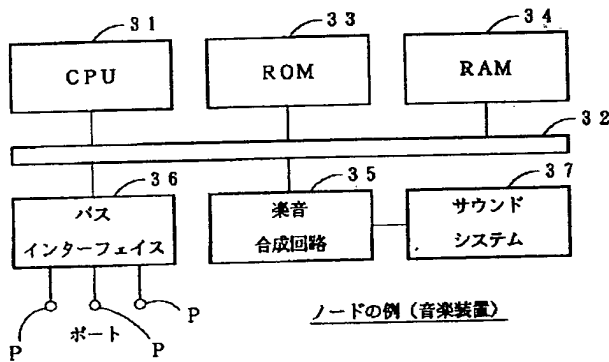 31
CPU
33
ROM
34
RAM
32
36
バス
インターフェイス
35
楽音
合成回路
37
サウンド
システム
P
P
P
ポート
ノードの例（音楽装置）